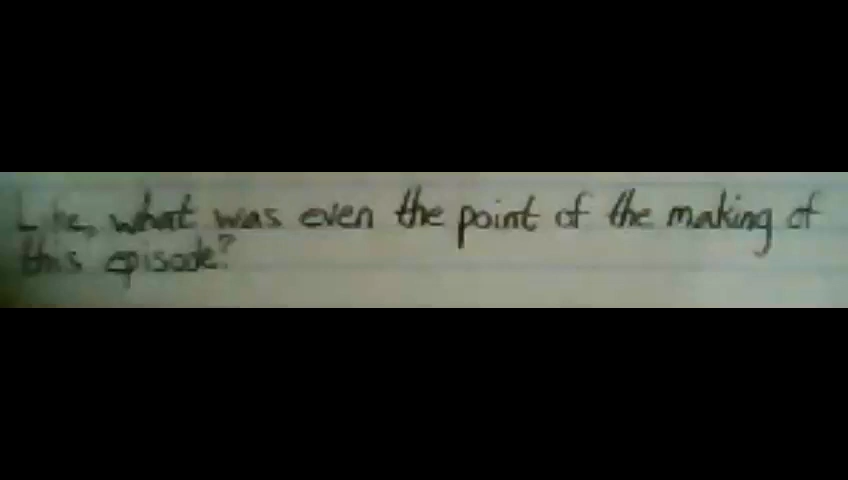 Like, what was even the point of the making of
this episode?